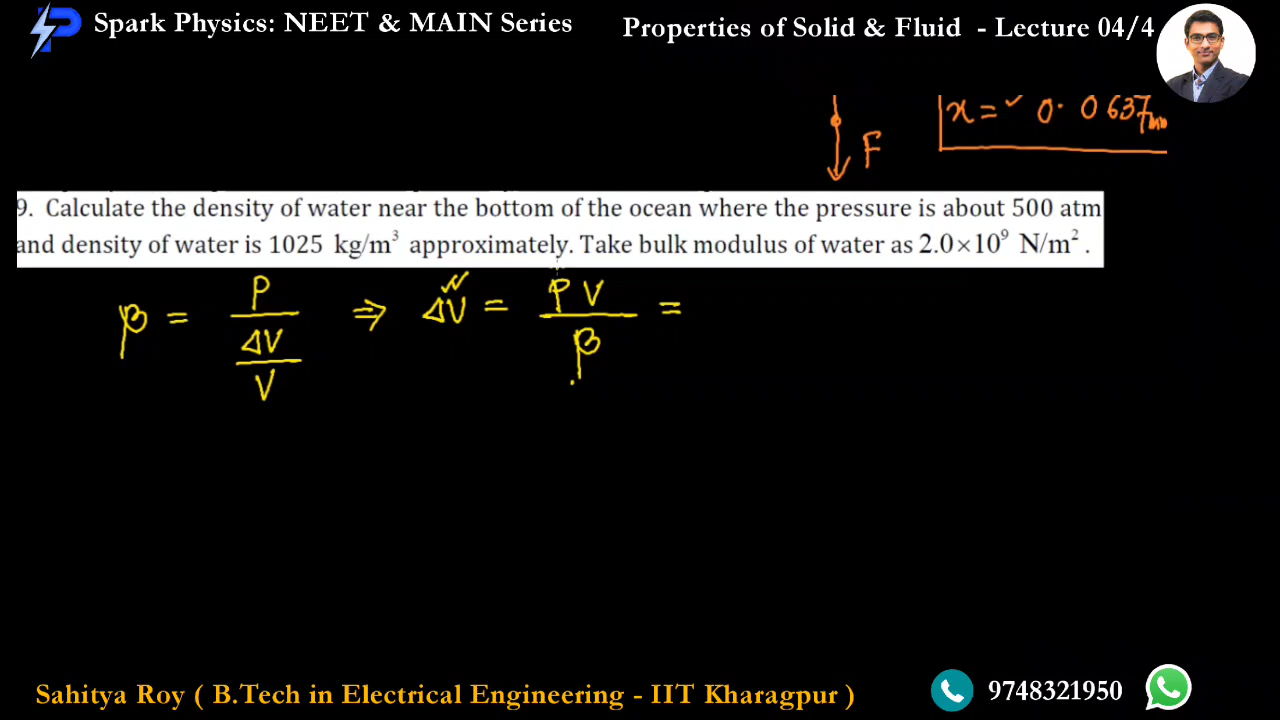 Spark Physics: NEET & MAIN Series
Properties of Solid & Fluid - Lecture 04/4
x = 0.0637mm
F
9. Calculate the density of water near the bottom of the ocean where the pressure is about 500 atm
and density of water is 1025 kg/m³ approximately. Take bulk modulus of water as 2.0×10⁹ N/m².
β = P / (ΔV / V) ⇒ ΔV = PV / β =
Sahitya Roy ( B.Tech in Electrical Engineering - IIT Kharagpur )
9748321950